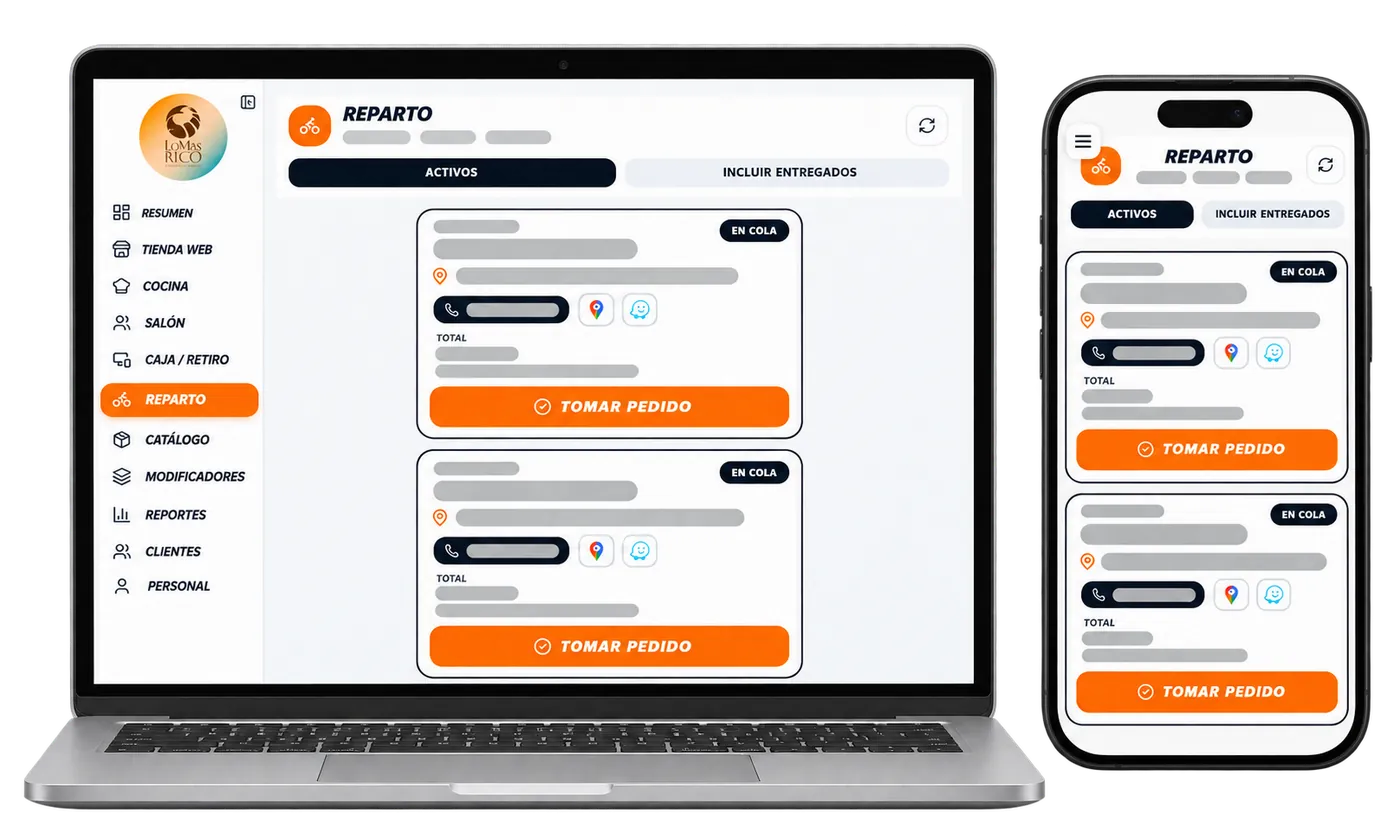 LoMas
RICO
RESUMEN
TIENDA WEB
COCINA
SALÓN
CAJA / RETIRO
REPARTO
CATÁLOGO
MODIFICADORES
REPORTES
CLIENTES
PERSONAL
REPARTO
ACTIVOS
INCLUIR ENTREGADOS
EN COLA
TOTAL
TOMAR PEDIDO
EN COLA
TOTAL
TOMAR PEDIDO
REPARTO
ACTIVOS
INCLUIR ENTREGADOS
EN COLA
TOTAL
TOMAR PEDIDO
EN COLA
TOTAL
TOMAR PEDIDO